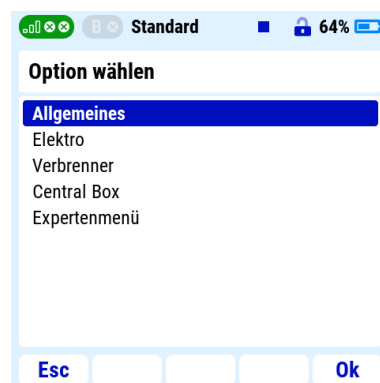 B Standard 64%
Option wählen
Allgemeines
Elektro
Verbrenner
Central Box
Expertenmenü
Esc Ok